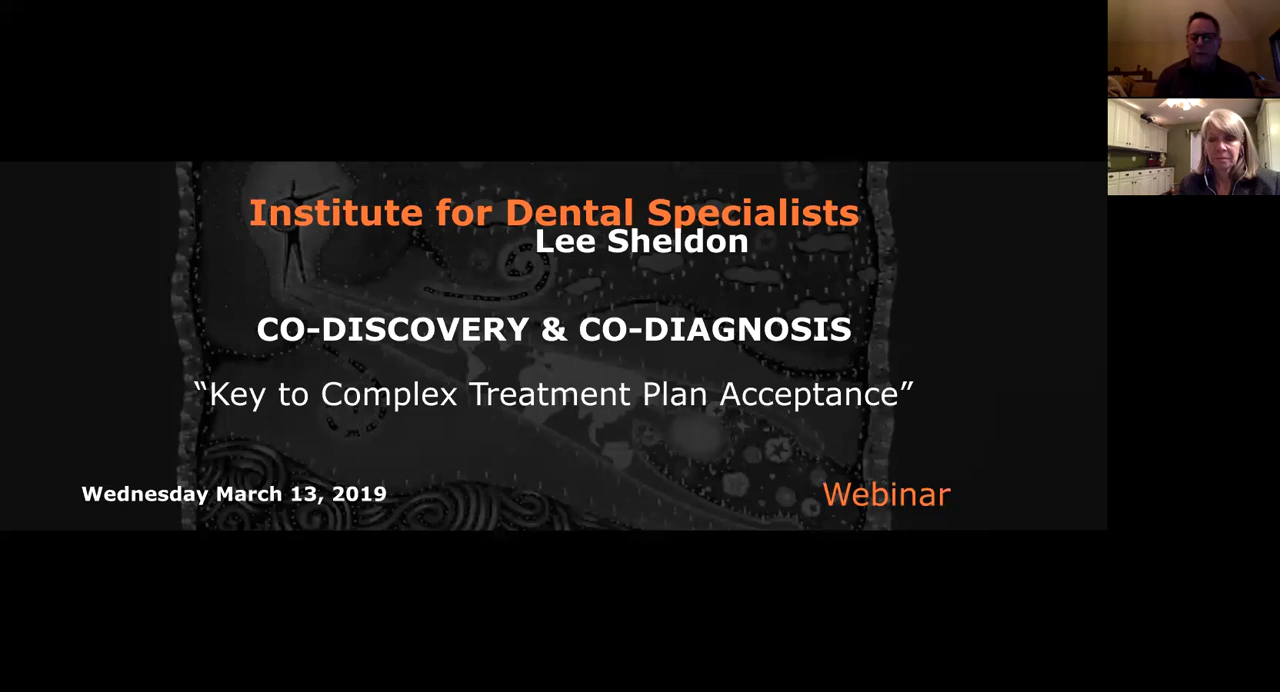 Institute for Dental Specialists
Lee Sheldon
CO-DISCOVERY & CO-DIAGNOSIS
“Key to Complex Treatment Plan Acceptance”
Wednesday March 13, 2019
Webinar